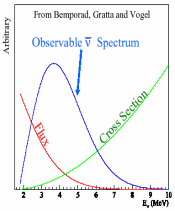 From Bemporad, Gratta and Vogel
Arbitrary
Observable ν̅ Spectrum
Flux
Cross Section
2 3 4 5 6 7 8 9 10
Eν (MeV)